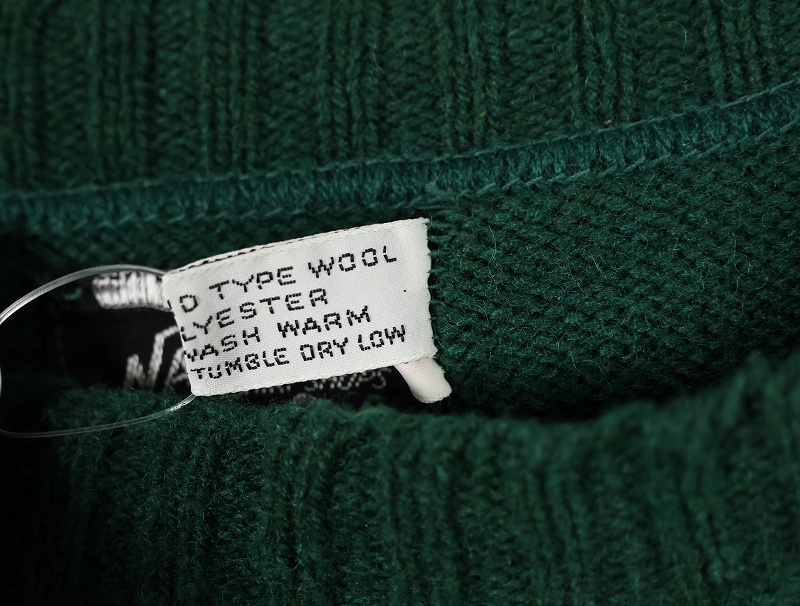 D TYPE WOOL
LYESTER
WASH WARM
TUMBLE DRY LOW